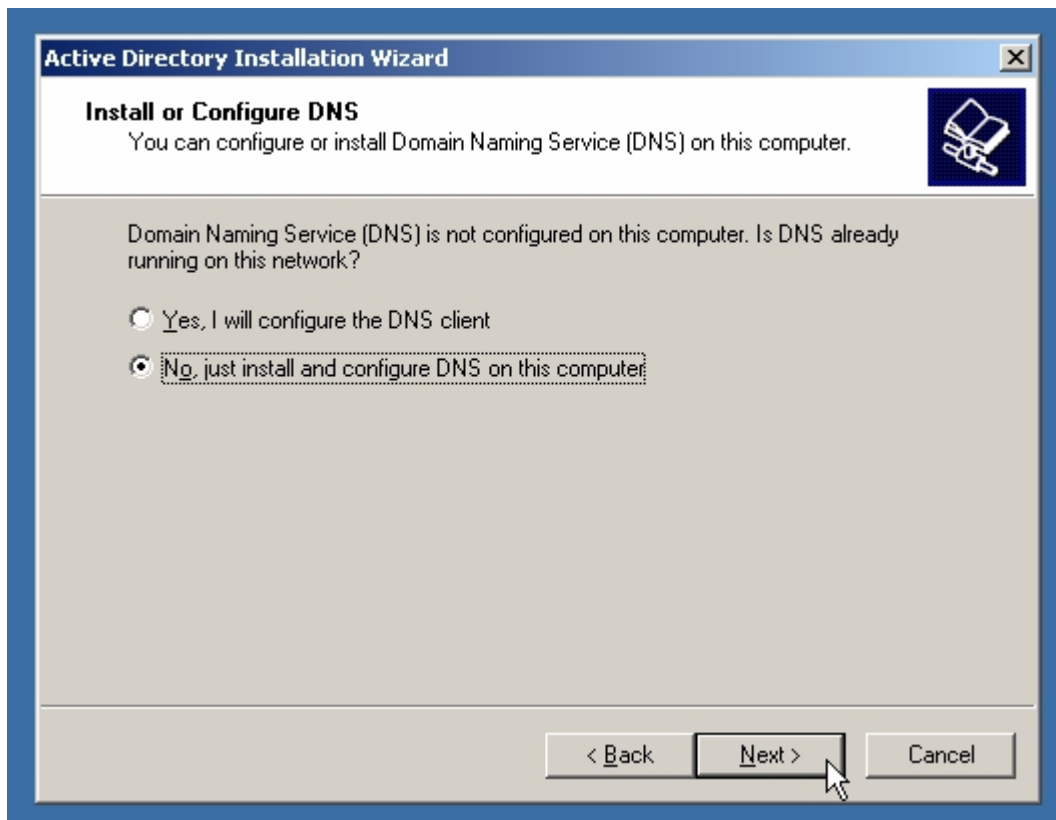 Active Directory Installation Wizard
Install or Configure DNS
You can configure or install Domain Naming Service (DNS) on this computer.
Domain Naming Service (DNS) is not configured on this computer. Is DNS already
running on this network?
Yes, I will configure the DNS client
No, just install and configure DNS on this computer
< Back
Next >
Cancel